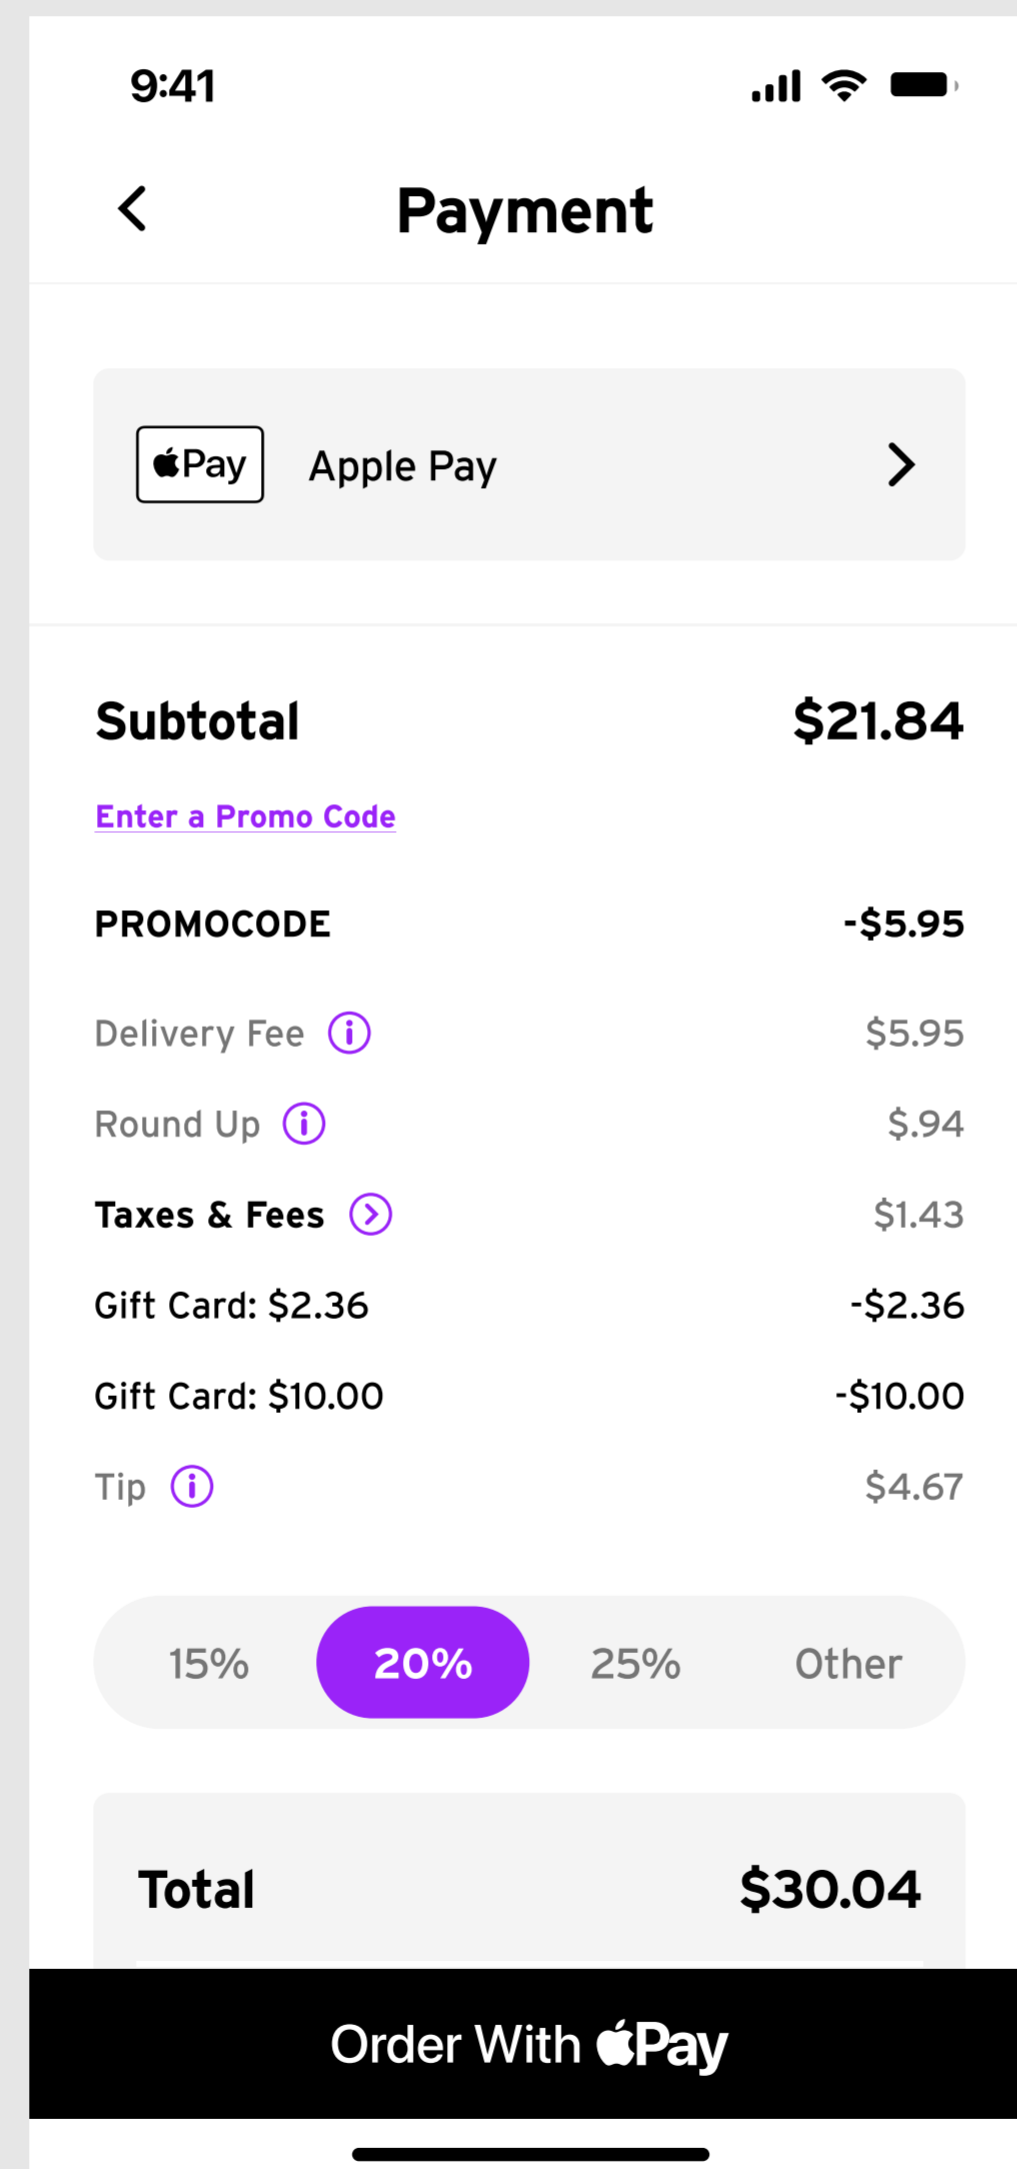 9:41
Payment
Pay Apple Pay
Subtotal $21.84
Enter a Promo Code
PROMOCODE -$5.95
Delivery Fee $5.95
Round Up $.94
Taxes & Fees $1.43
Gift Card: $2.36 -$2.36
Gift Card: $10.00 -$10.00
Tip $4.67
15% 20% 25% Other
Total $30.04
Order With Pay